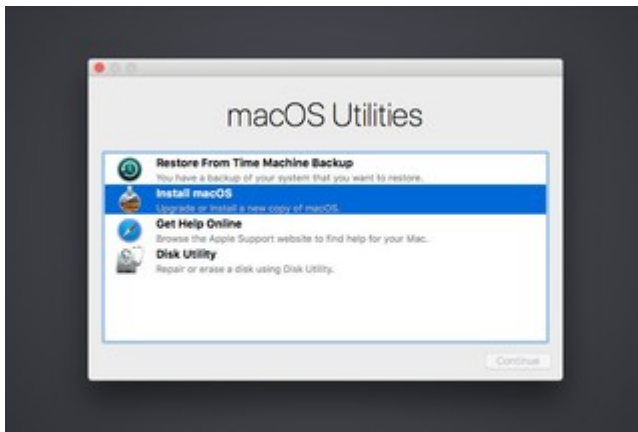 macOS Utilities
Restore From Time Machine Backup
You have a backup of your system that you want to restore.
Install macOS
Upgrade or install a new copy of macOS.
Get Help Online
Browse the Apple Support website to find help for your Mac.
Disk Utility
Repair or erase a disk using Disk Utility.
Continue